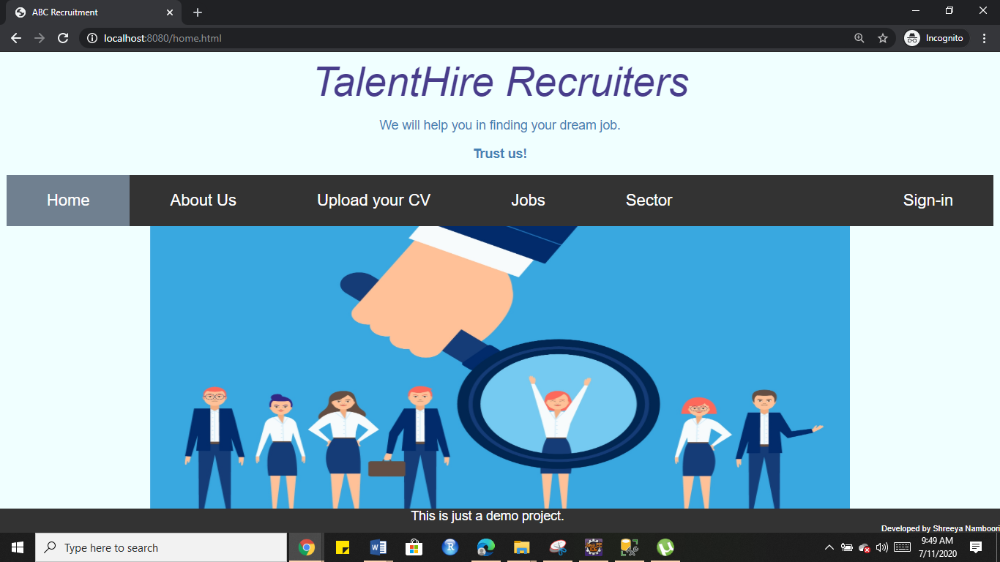 ABC Recruitment
localhost:8080/home.html
Incognito
TalentHire Recruiters
We will help you in finding your dream job.
Trust us!
Home About Us Upload your CV Jobs Sector Sign-in
This is just a demo project.
Developed by Shreeya Namboori
Type here to search
9:49 AM
7/11/2020